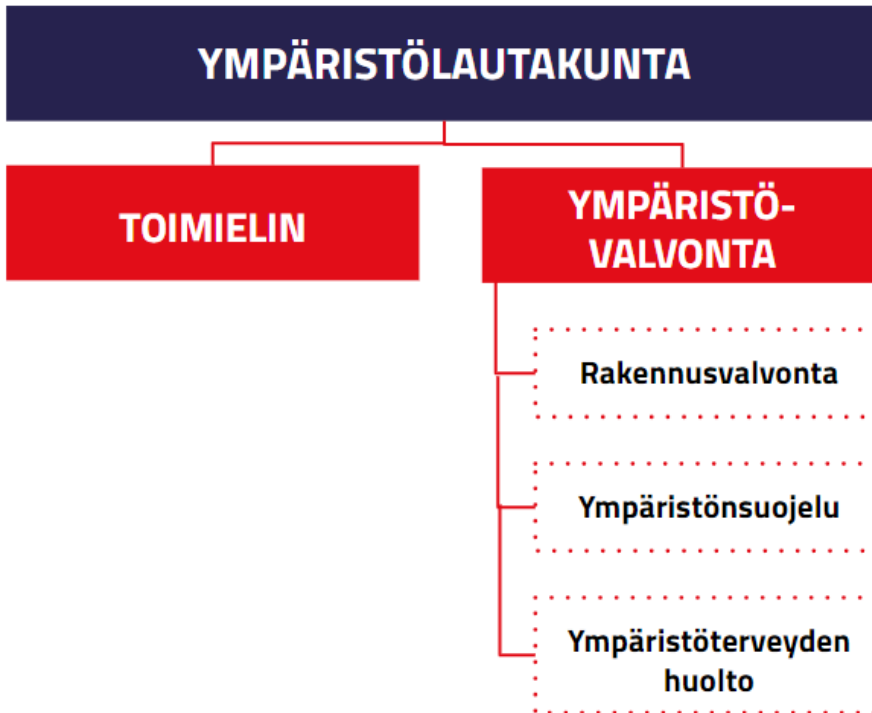 YMPÄRISTÖLAUTAKUNTA
TOIMIELIN
YMPÄRISTÖ-
VALVONTA
Rakennusvalvonta
Ympäristönsuojelu
Ympäristöterveyden
huolto